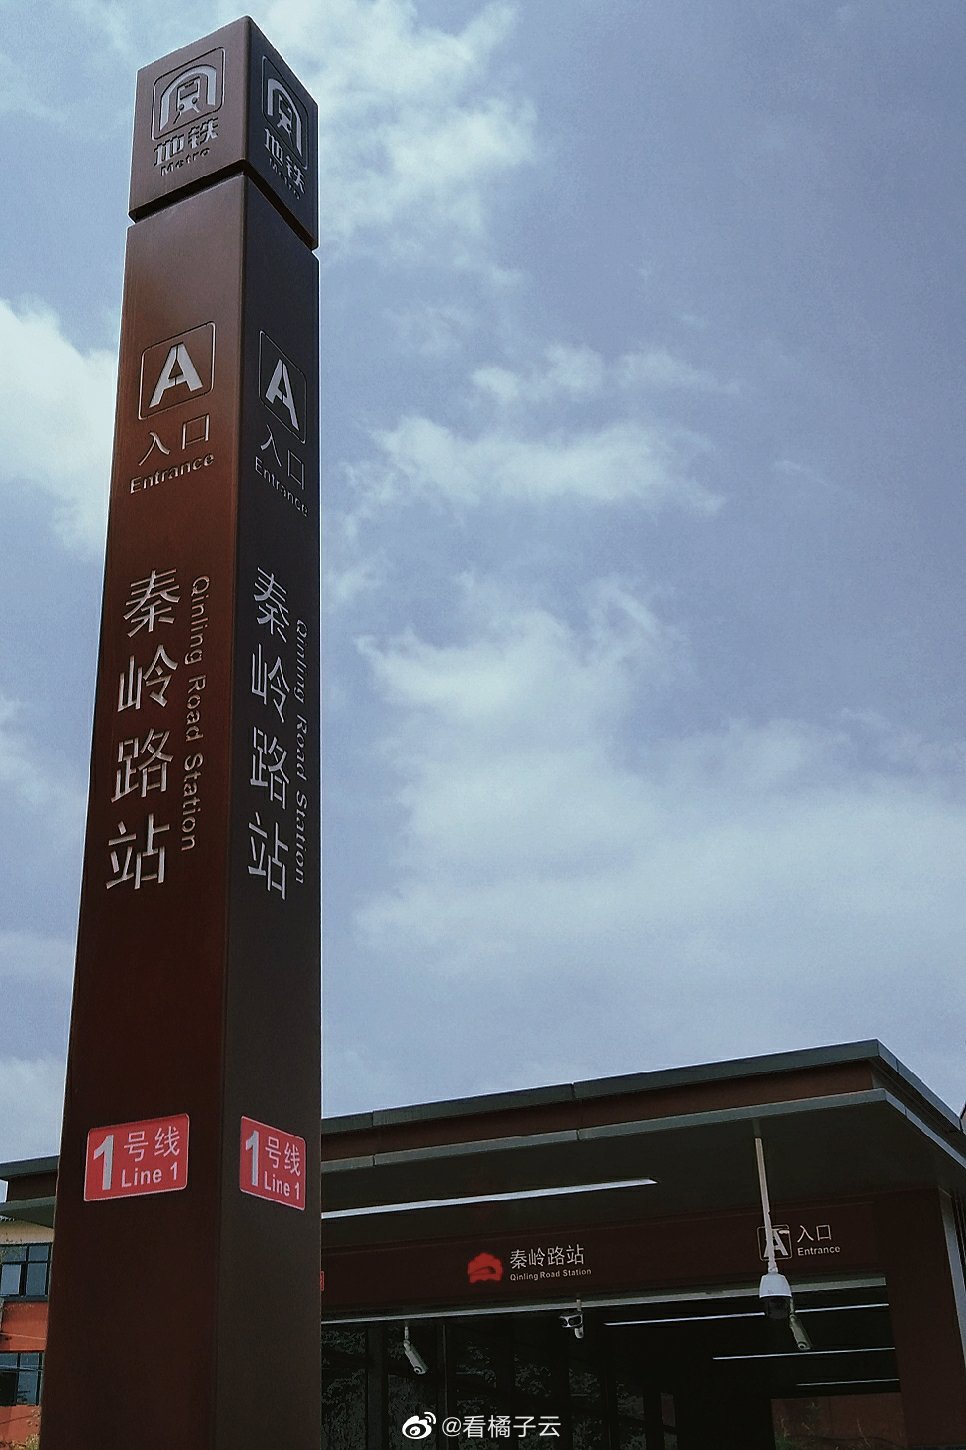 地铁
Metro
地铁
Metro
A
入口
Entrance
A
入口
Entrance
秦岭路站
Qinling Road Station
秦岭路站
Qinling Road Station
1号线
Line 1
1号线
Line 1
秦岭路站
Qinling Road Station
A
入口
Entrance
@看橘子云